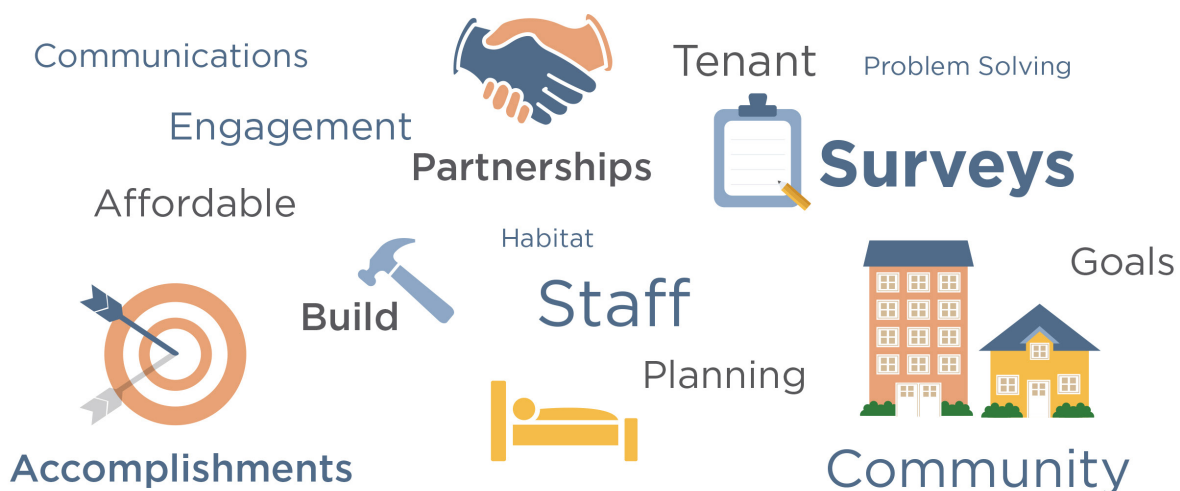 Communications
Tenant
Problem Solving
Engagement
Partnerships
Surveys
Affordable
Habitat
Goals
Build
Staff
Planning
Accomplishments
Community